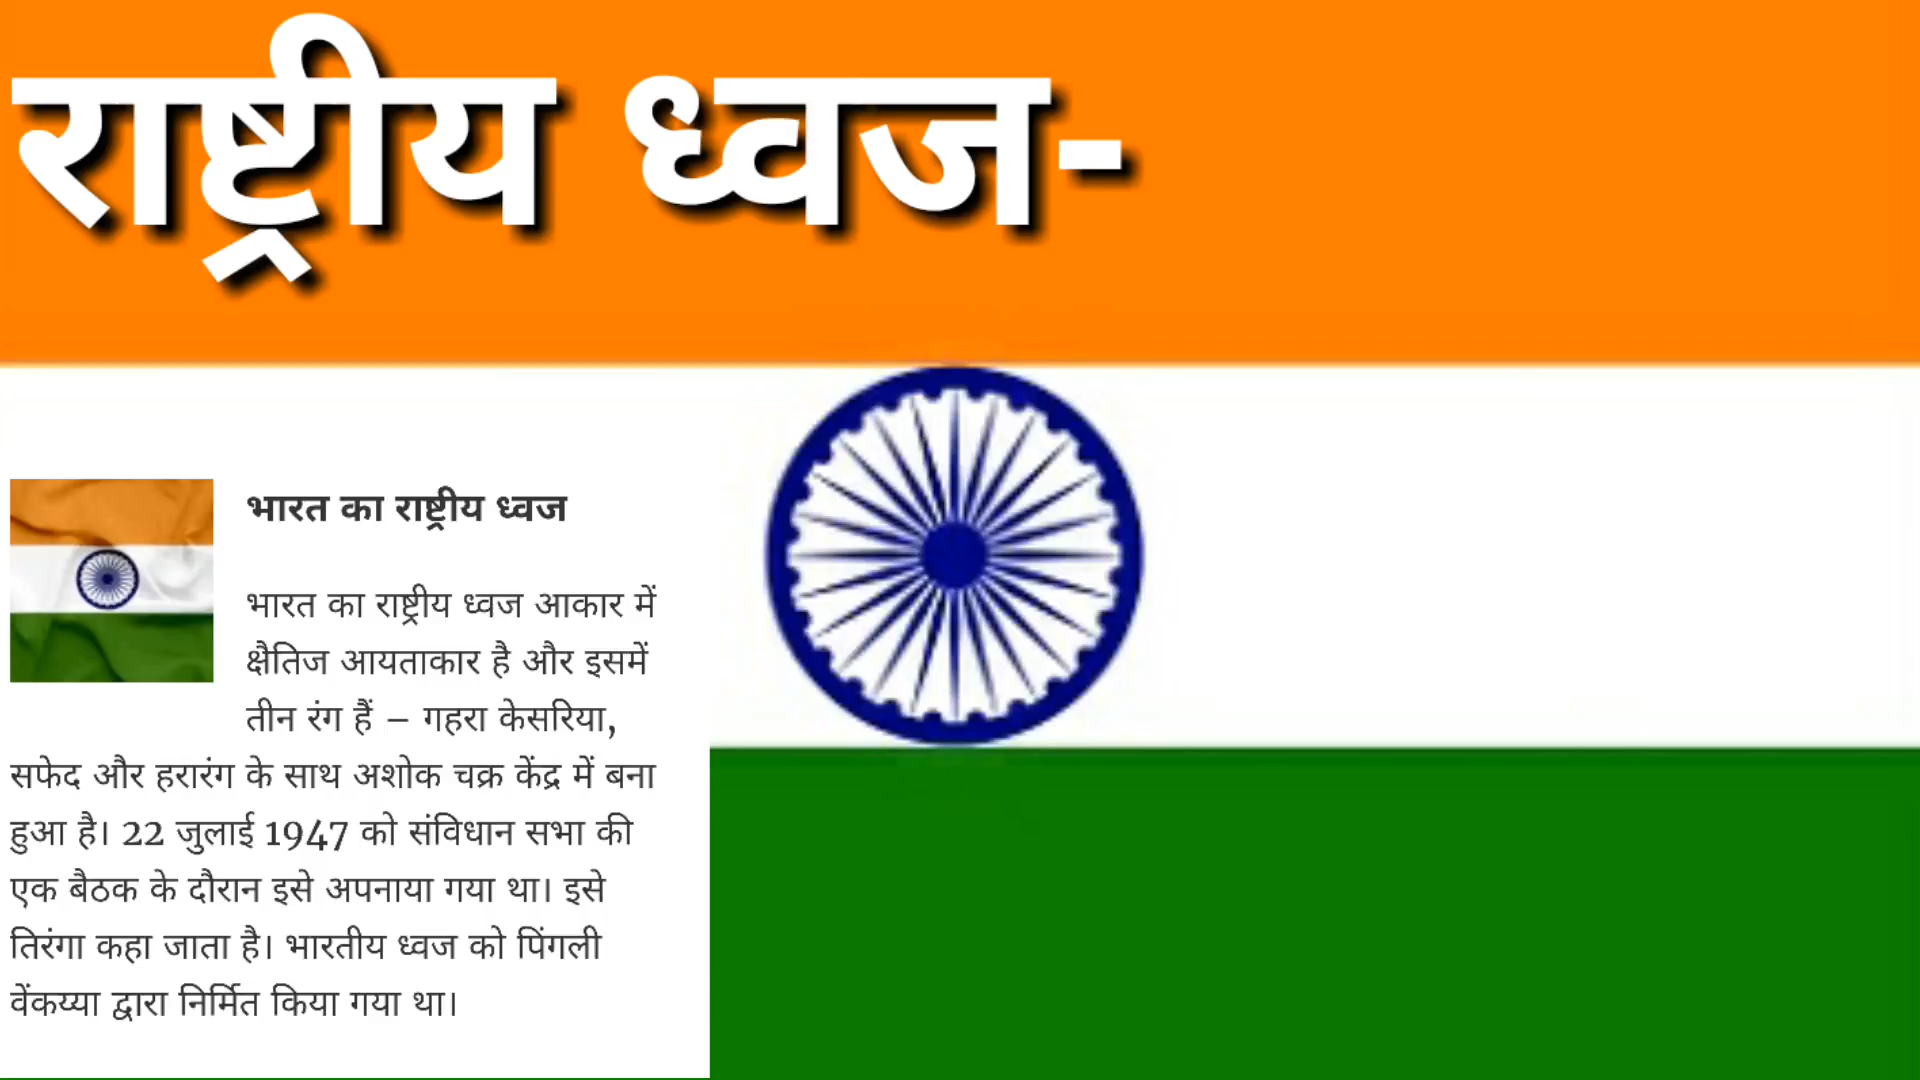 राष्ट्रीय ध्वज-
भारत का राष्ट्रीय ध्वज
भारत का राष्ट्रीय ध्वज आकार में
क्षैतिज आयताकार है और इसमें
तीन रंग हैं – गहरा केसरिया,
सफेद और हरारंग के साथ अशोक चक्र केंद्र में बना
हुआ है। 22 जुलाई 1947 को संविधान सभा की
एक बैठक के दौरान इसे अपनाया गया था। इसे
तिरंगा कहा जाता है। भारतीय ध्वज को पिंगली
वेंकय्या द्वारा निर्मित किया गया था।